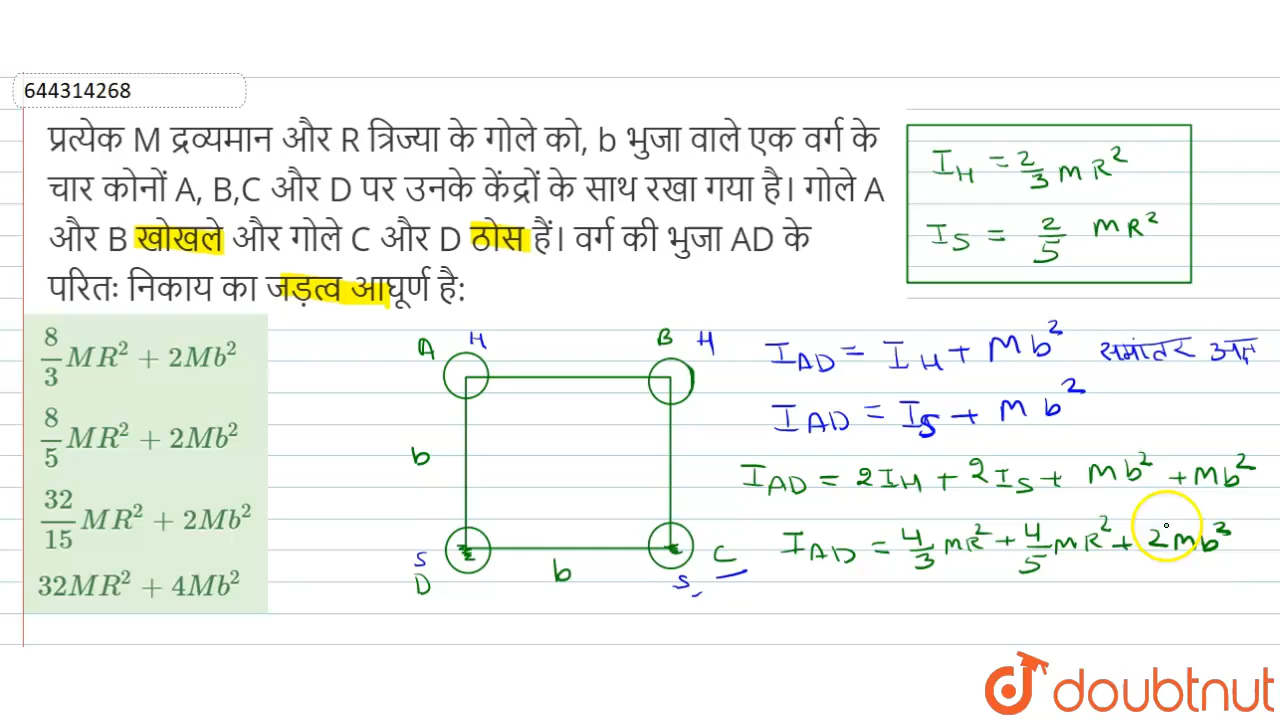 644314268
प्रत्येक M द्रव्यमान और R त्रिज्या के गोले को, b भुजा वाले एक वर्ग के
चार कोनों A, B,C और D पर उनके केंद्रों के साथ रखा गया है। गोले A
और B खोखले और गोले C और D ठोस हैं। वर्ग की भुजा AD के
परितः निकाय का जड़त्व आघूर्ण है:
I_H = 2/3 MR²
I_S = 2/5 MR²
8/3 MR² + 2Mb²
8/5 MR² + 2Mb²
32/15 MR² + 2Mb²
32MR² + 4Mb²
A H B H
b
S D b C S
I_AD = I_H + Mb² समांतर अक्ष
I_AD = I_S + Mb²
I_AD = 2I_H + 2I_S + Mb² + Mb²
I_AD = 4/3 MR² + 4/5 MR² + 2Mb²
doubtnut